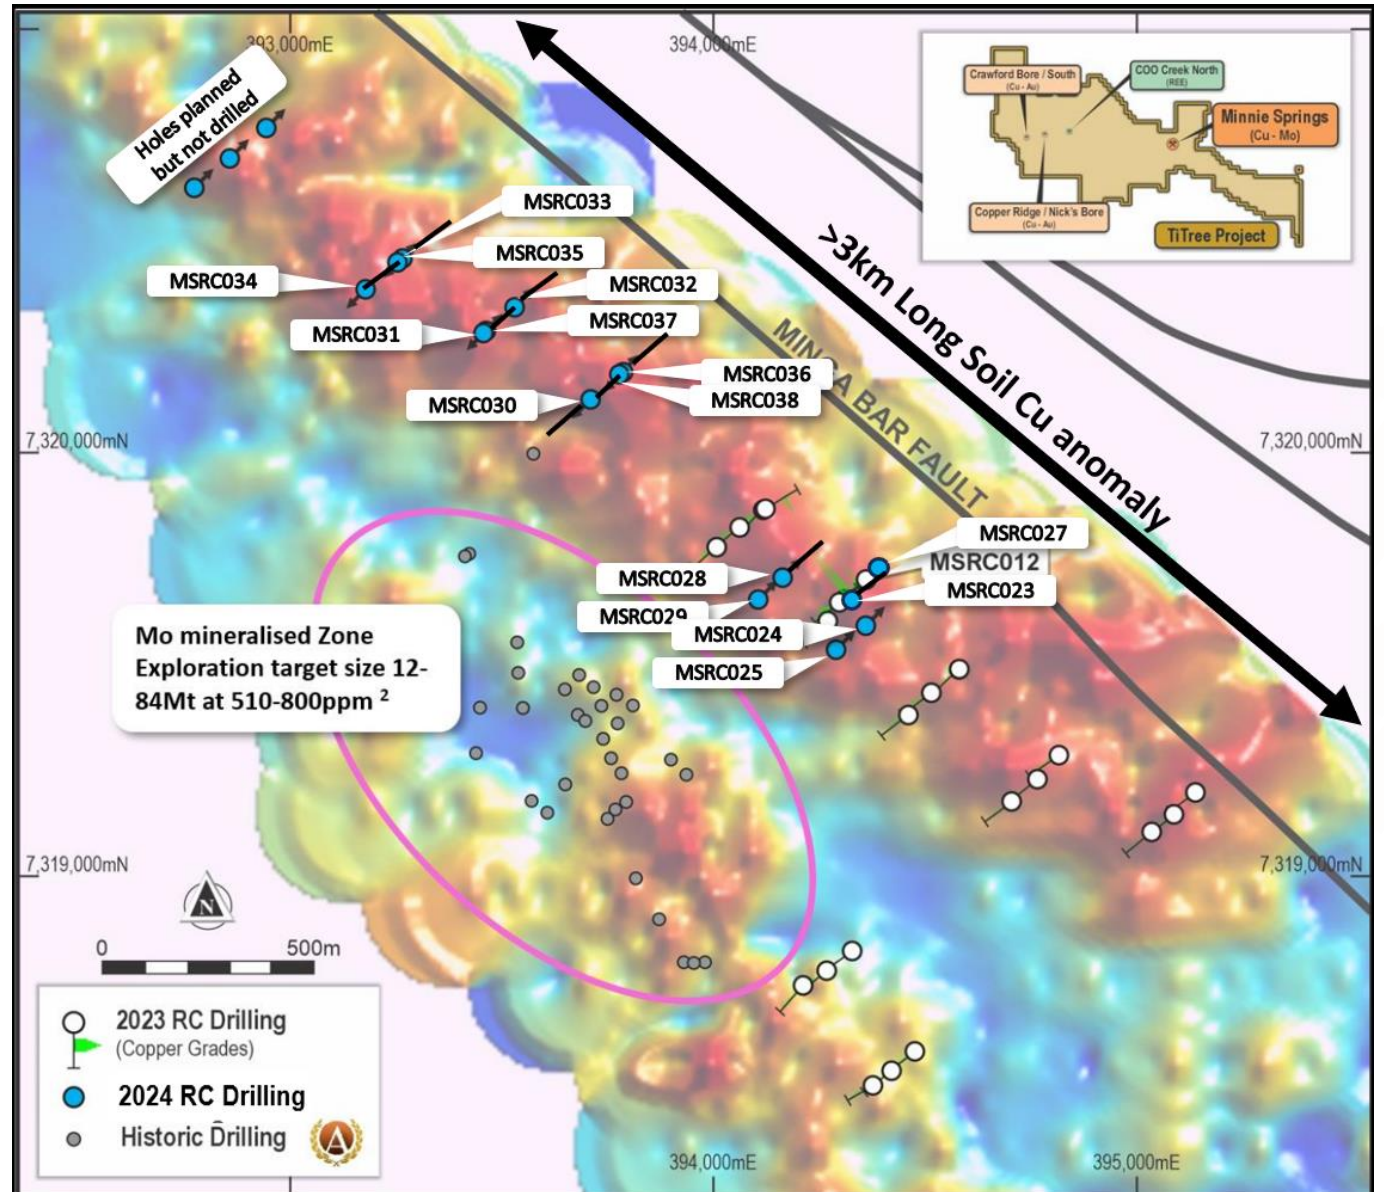 393,000mE
394,000mE
Holes planned
but not drilled
Crawford Bore / South
(Cu - Au)
COO Creek North
(REE)
Minnie Springs
(Cu - Mo)
Copper Ridge / Nick's Bore
(Cu - Au)
TiTree Project
>3km Long Soil Cu anomaly
MSRC033
MSRC035
MSRC034
MSRC032
MSRC037
MSRC031
MINGA BAR FAULT
MSRC036
MSRC038
MSRC030
7,320,000mN
7,320,000mN
MSRC027
MSRC012
MSRC028
MSRC023
MSRC029
MSRC024
MSRC025
Mo mineralised Zone
Exploration target size 12-
84Mt at 510-800ppm 2
7,319,000mN
7,319,000mN
N
0 500m
2023 RC Drilling
(Copper Grades)
2024 RC Drilling
Historic Drilling
A
394,000mE
395,000mE